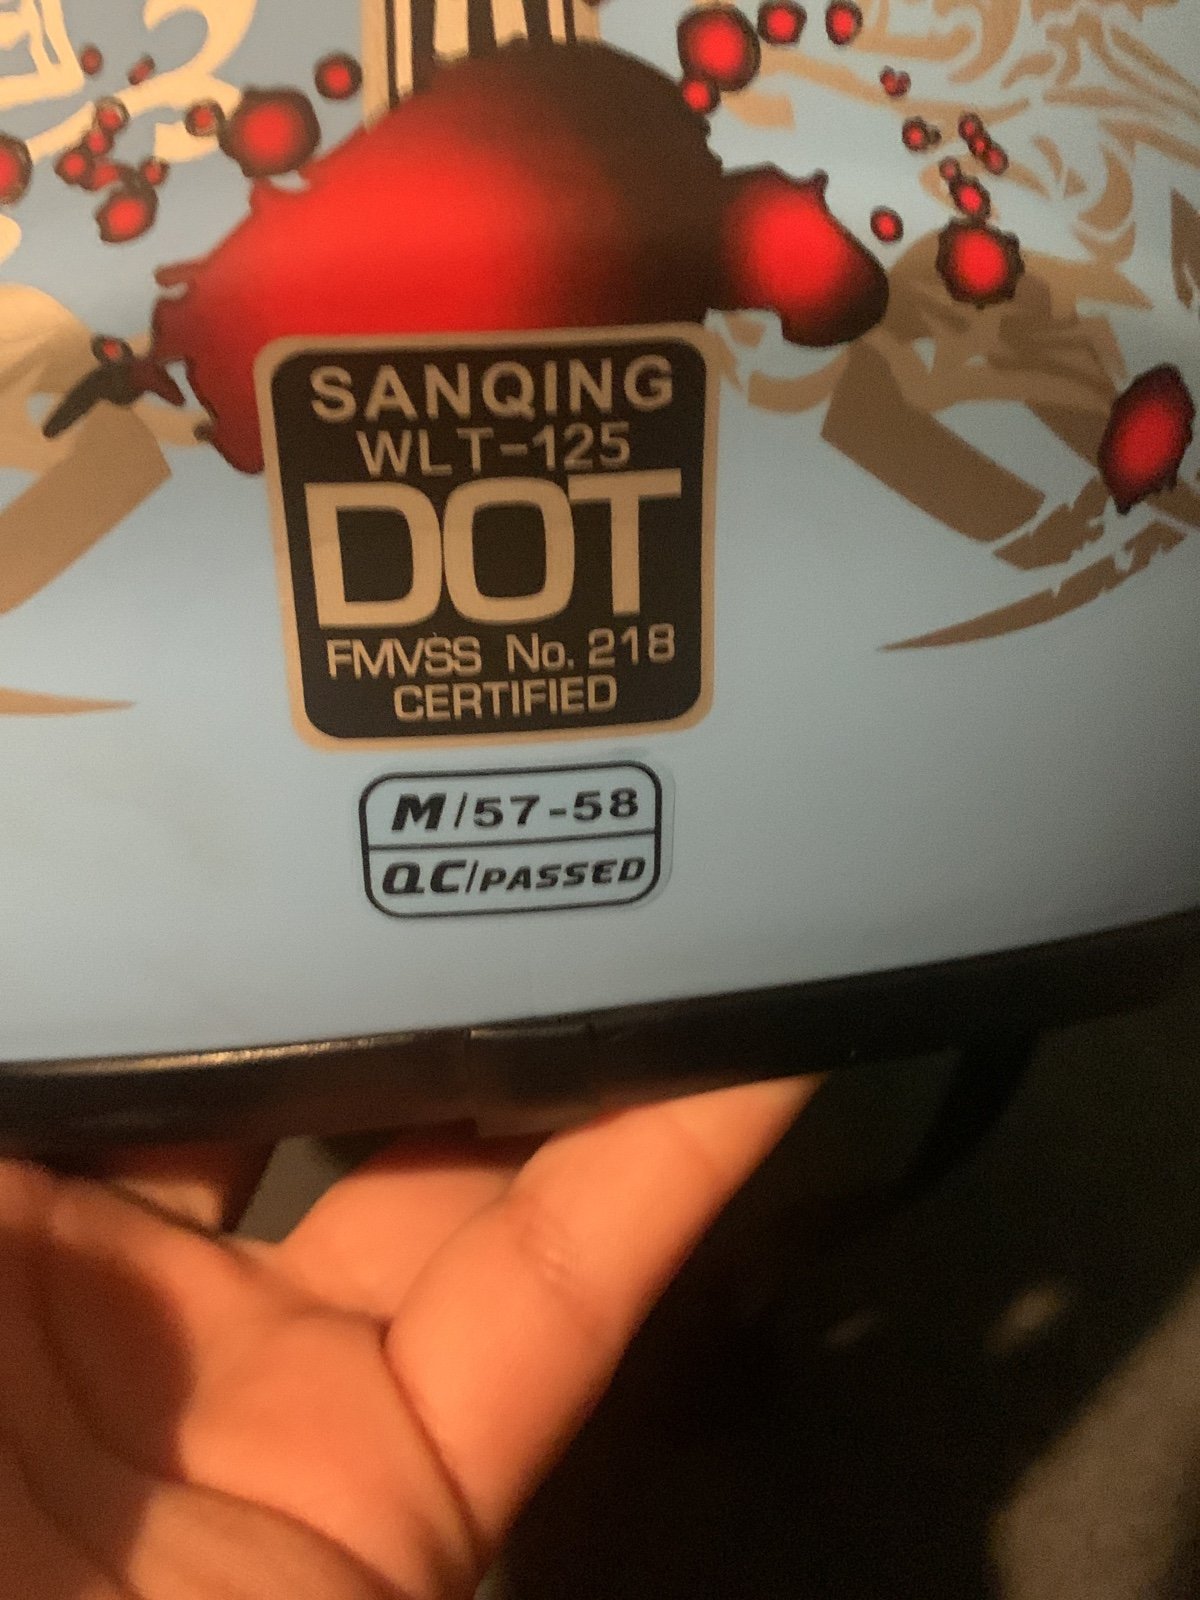 SANQING
WLT-125
DOT
FMVSS No. 218
CERTIFIED
M/57-58
QC/PASSED